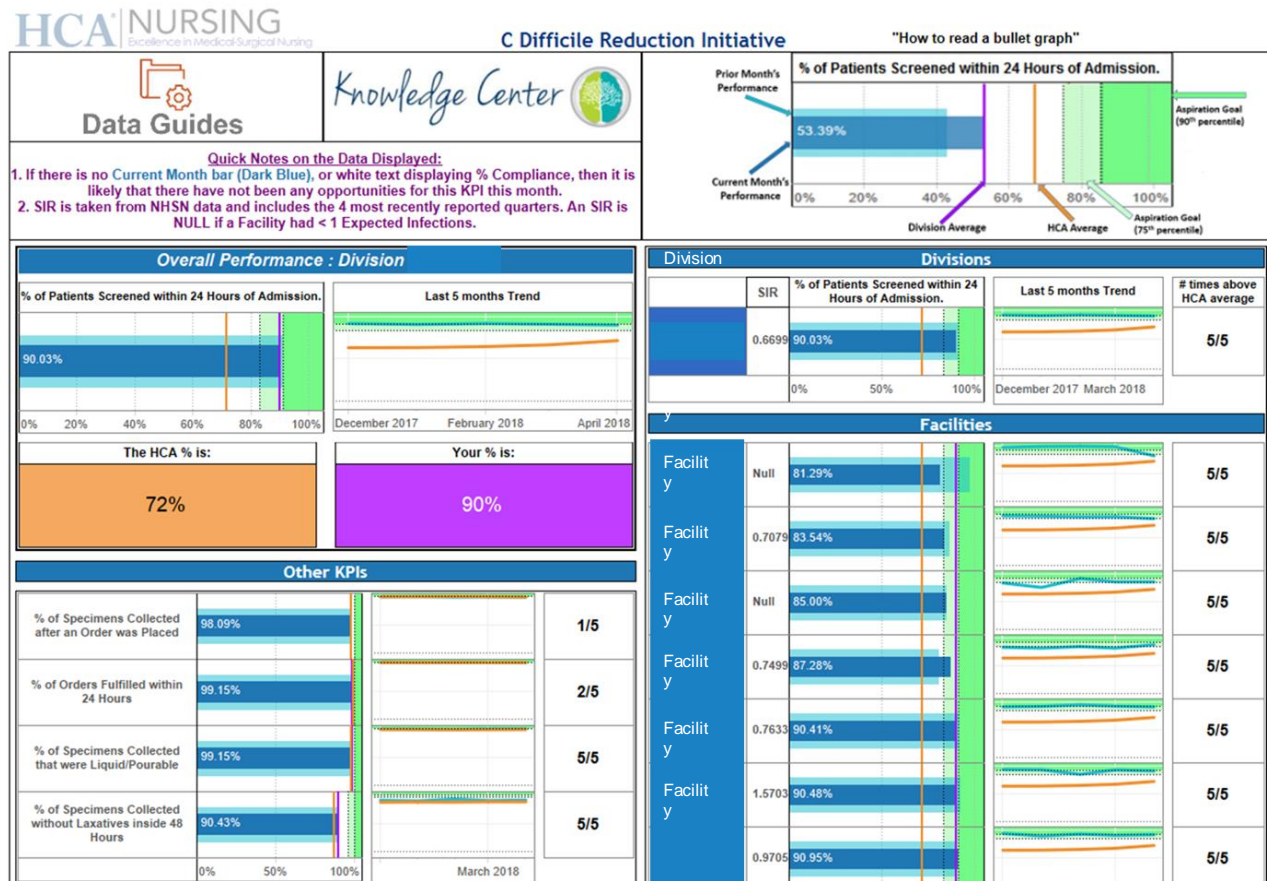 HCA NURSING
Excellence in Medical-Surgical Nursing
C Difficile Reduction Initiative
"How to read a bullet graph"
Data Guides
Knowledge Center
Quick Notes on the Data Displayed:
1. If there is no Current Month bar (Dark Blue), or white text displaying % Compliance, then it is
likely that there have not been any opportunities for this KPI this month.
2. SIR is taken from NHSN data and includes the 4 most recently reported quarters. An SIR is
NULL if a Facility had < 1 Expected Infections.
% of Patients Screened within 24 Hours of Admission.
Prior Month's
Performance
53.39%
Current Month's
Performance
Aspiration Goal
(90th percentile)
0% 20% 40% 60% 80% 100%
Division Average
HCA Average
Aspiration Goal
(75th percentile)
Overall Performance : Division
% of Patients Screened within 24 Hours of Admission.
Last 5 months Trend
90.03%
0% 20% 40% 60% 80% 100%
December 2017 February 2018 April 2018
The HCA % is:
Your % is:
72%
90%
Other KPIs
% of Specimens Collected
after an Order was Placed
98.09%
1/5
% of Orders Fulfilled within
24 Hours
99.15%
2/5
% of Specimens Collected
that were Liquid/Pourable
99.15%
5/5
% of Specimens Collected
without Laxatives inside 48
Hours
90.43%
5/5
0% 50% 100%
March 2018
Division
Divisions
SIR
% of Patients Screened within 24
Hours of Admission.
Last 5 months Trend
# times above
HCA average
0.6699 90.03%
5/5
0% 50% 100%
December 2017 March 2018
y
Facilities
Facilit
y
Null 81.29%
5/5
Facilit
y
0.7079 83.54%
5/5
Facilit
y
Null 85.00%
5/5
Facilit
y
0.7499 87.28%
5/5
Facilit
y
0.7633 90.41%
5/5
Facilit
y
1.5703 90.48%
5/5
0.9705 90.95%
5/5